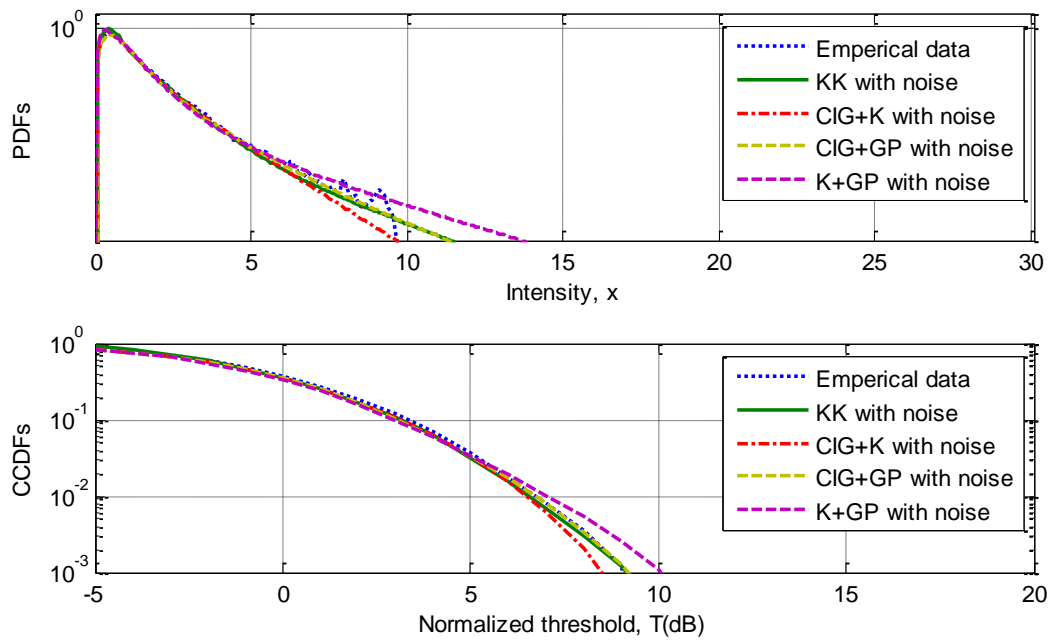 10^0
PDFs
Emperical data
KK with noise
CIG+K with noise
CIG+GP with noise
K+GP with noise
0 5 10 15 20 25 30
Intensity, x
10^0
10^-1
10^-2
10^-3
CCDFs
Emperical data
KK with noise
CIG+K with noise
CIG+GP with noise
K+GP with noise
-5 0 5 10 15 20
Normalized threshold, T(dB)